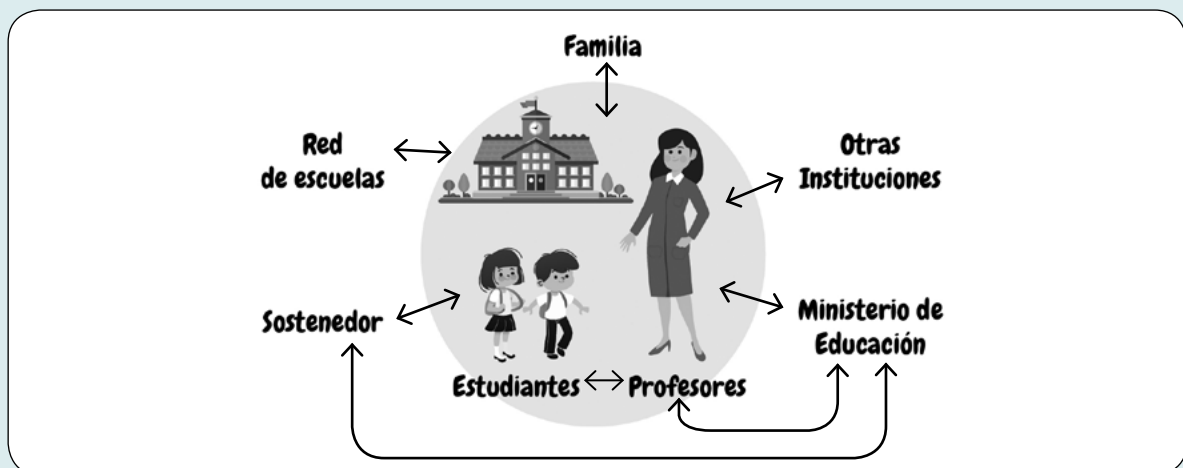 Familia
Red
de escuelas
Otras
Instituciones
Sostenedor
Ministerio de
Educación
Estudiantes
Profesores